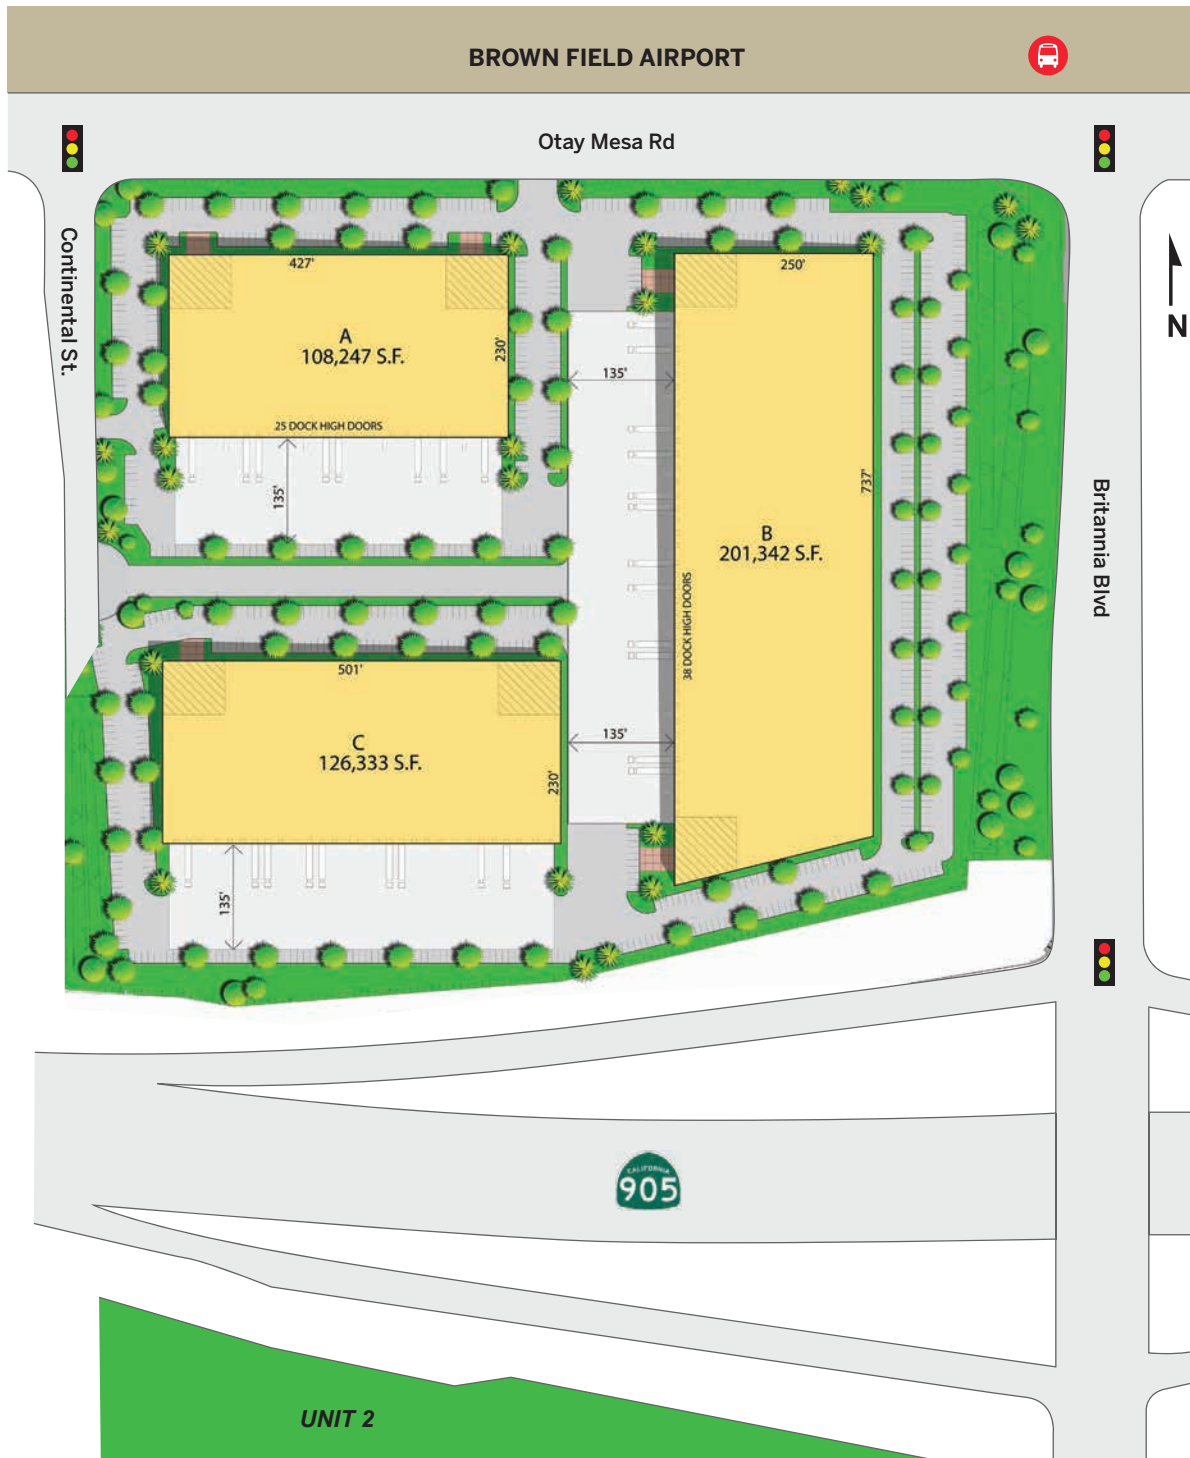 BROWN FIELD AIRPORT
Otay Mesa Rd
Continental St.
427'
A
108,247 S.F.
230'
25 DOCK HIGH DOORS
135'
135'
250'
B
201,342 S.F.
737'
38 DOCK HIGH DOORS
N
Britannia Blvd
501'
C
126,333 S.F.
230'
135'
135'
CALIFORNIA
905
UNIT 2